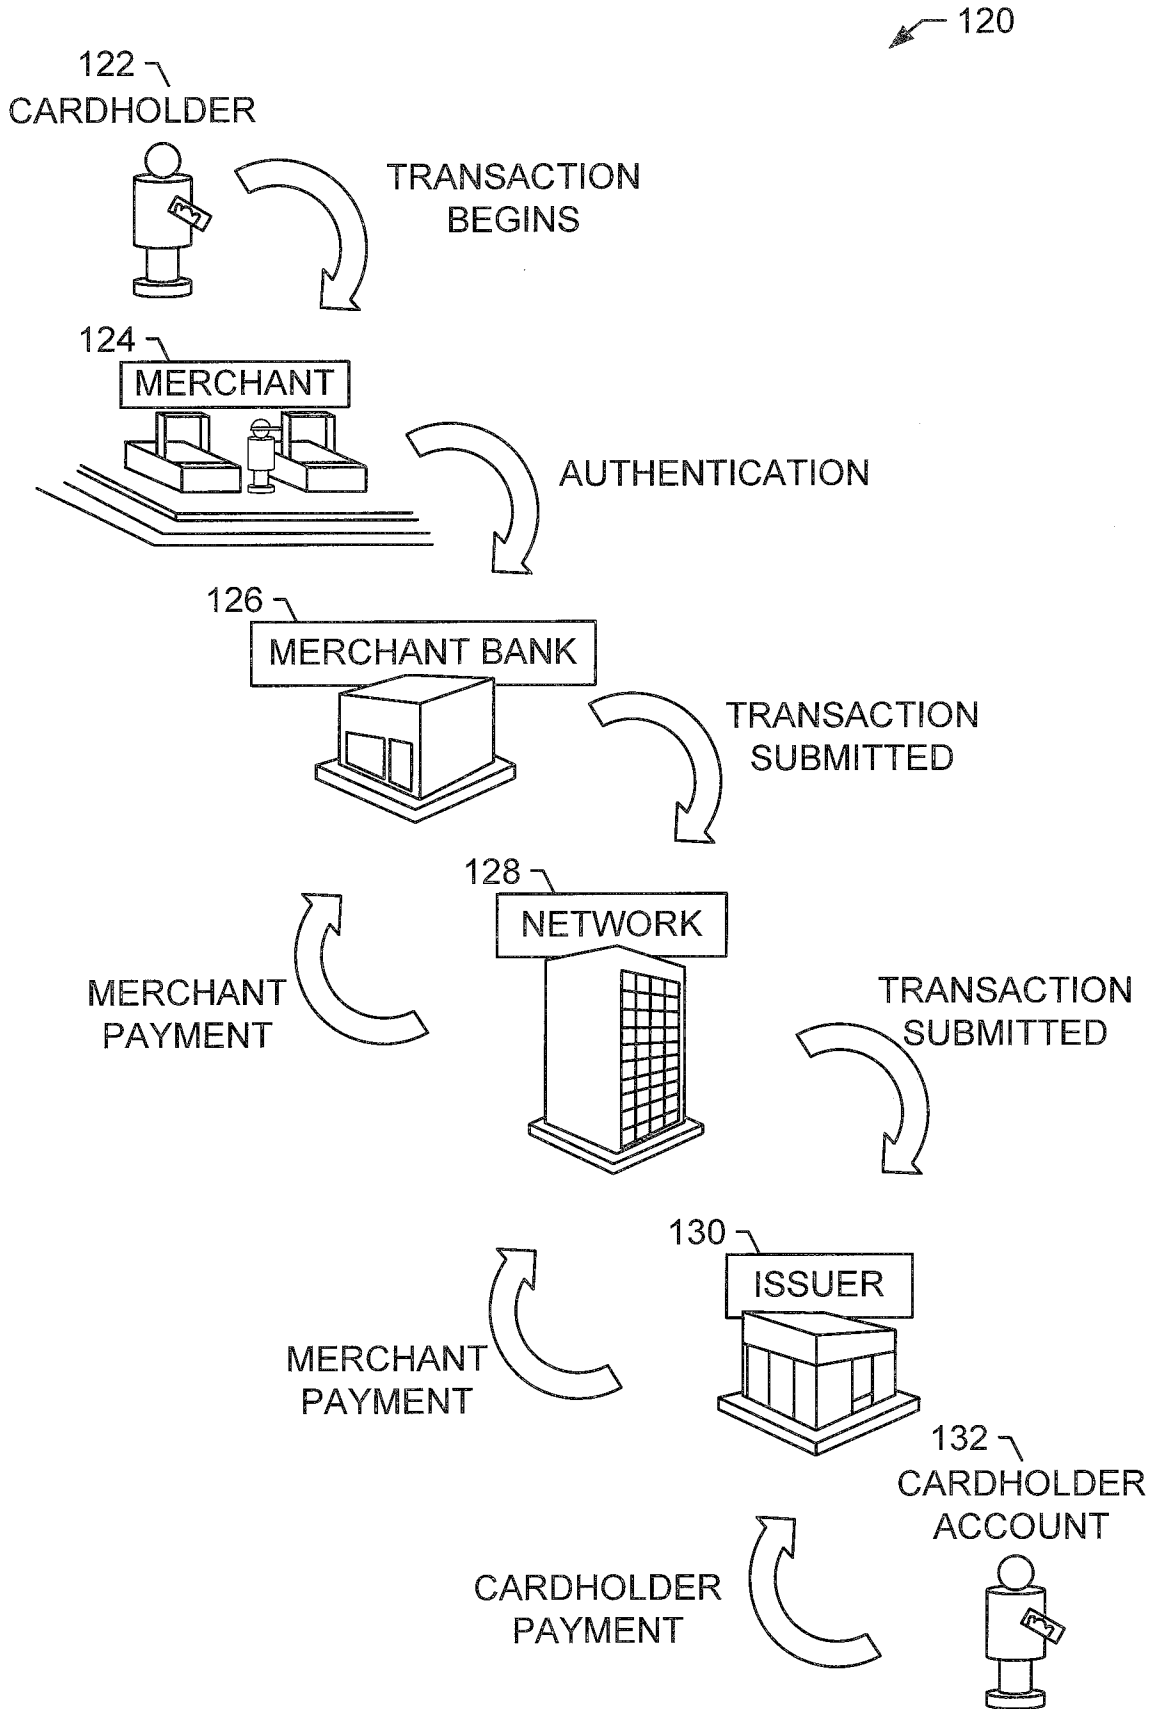 120
122
CARDHOLDER
TRANSACTION
BEGINS
124
MERCHANT
AUTHENTICATION
126
MERCHANT BANK
TRANSACTION
SUBMITTED
128
NETWORK
MERCHANT
PAYMENT
TRANSACTION
SUBMITTED
130
ISSUER
MERCHANT
PAYMENT
132
CARDHOLDER
ACCOUNT
CARDHOLDER
PAYMENT